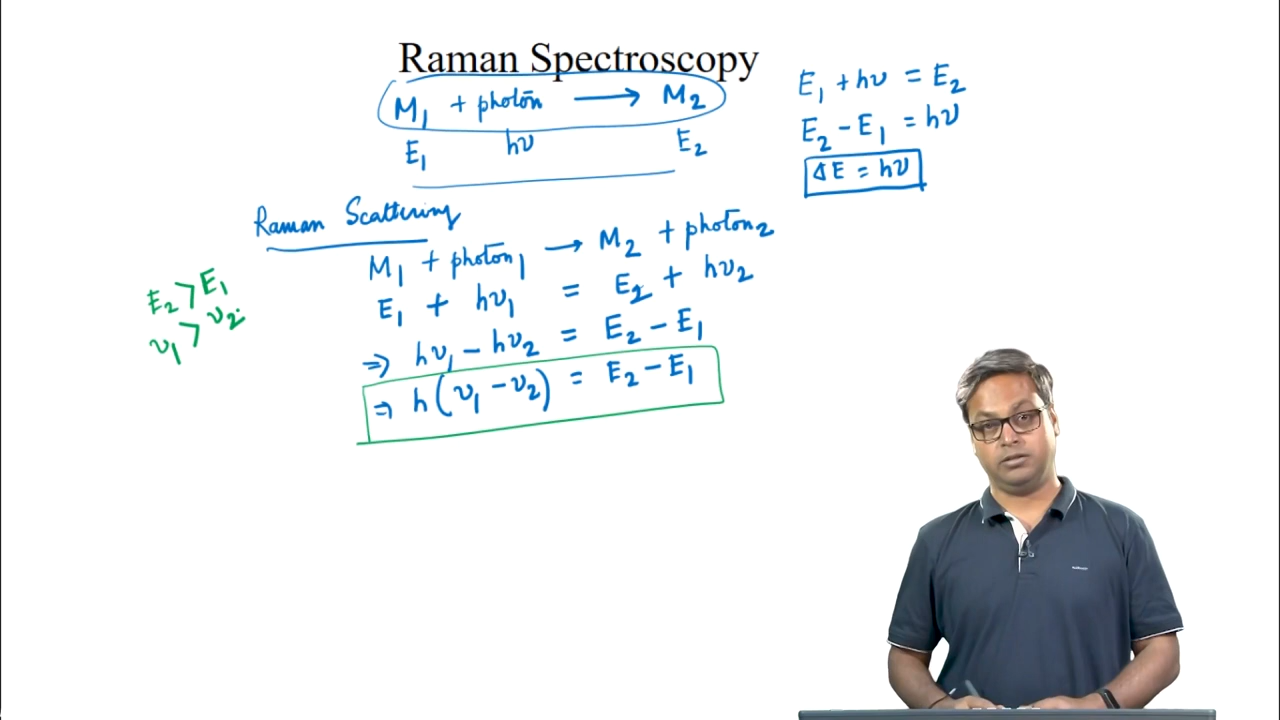 Raman Spectroscopy
M₁ + photon ⟶ M₂
E₁ hν E₂
E₁ + hν = E₂
E₂ − E₁ = hν
ΔE = hν
Raman Scattering
M₁ + photon₁ → M₂ + photon₂
E₁ + hν₁ = E₂ + hν₂
⇒ hν₁ − hν₂ = E₂ − E₁
⇒ h(ν₁ − ν₂) = E₂ − E₁
E₂ > E₁
ν₁ > ν₂